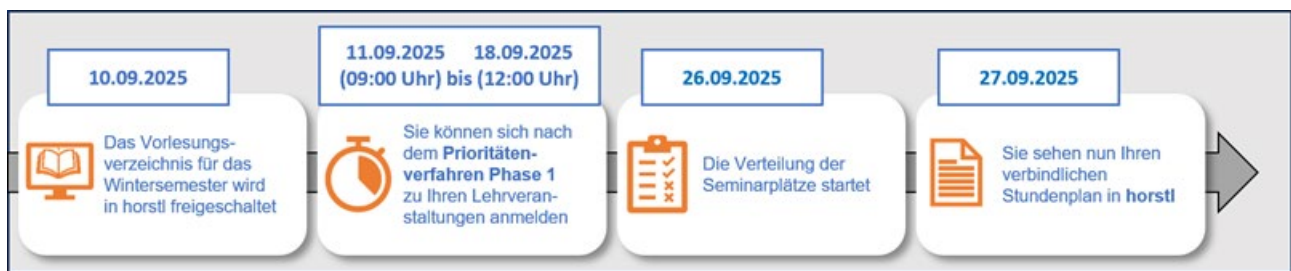 10.09.2025
Das Vorlesungs-
verzeichnis für das
Wintersemester wird
in horstl freigeschaltet
11.09.2025 18.09.2025
(09:00 Uhr) bis (12:00 Uhr)
Sie können sich nach
dem Prioritäten-
verfahren Phase 1
zu Ihren Lehrveran-
staltungen anmelden
26.09.2025
Die Verteilung der
Seminarplätze startet
27.09.2025
Sie sehen nun Ihren
verbindlichen
Stundenplan in horstl